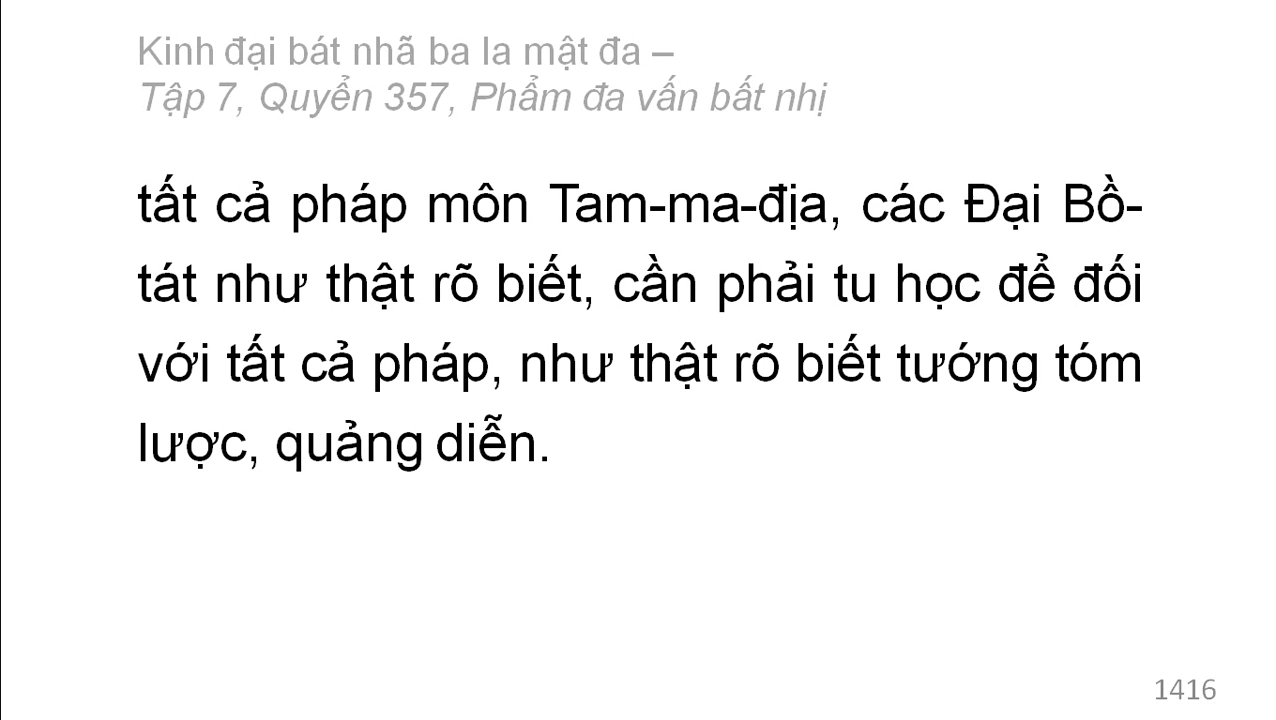 Kinh đại bát nhã ba la mật đa –
Tập 7, Quyển 357, Phẩm đa vấn bất nhị
tất cả pháp môn Tam-ma-địa, các Đại Bồ-
tát như thật rõ biết, cần phải tu học để đối
với tất cả pháp, như thật rõ biết tướng tóm
lược, quảng diễn.
1416